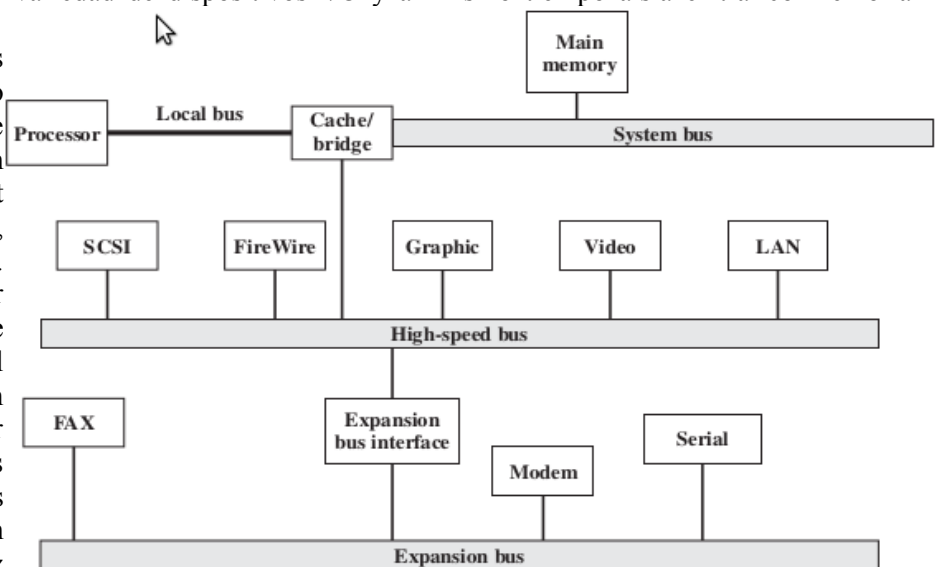 Main
memory
Local bus
Processor
Cache/
bridge
System bus
SCSI
FireWire
Graphic
Video
LAN
High-speed bus
FAX
Expansion
bus interface
Serial
Modem
Expansion bus